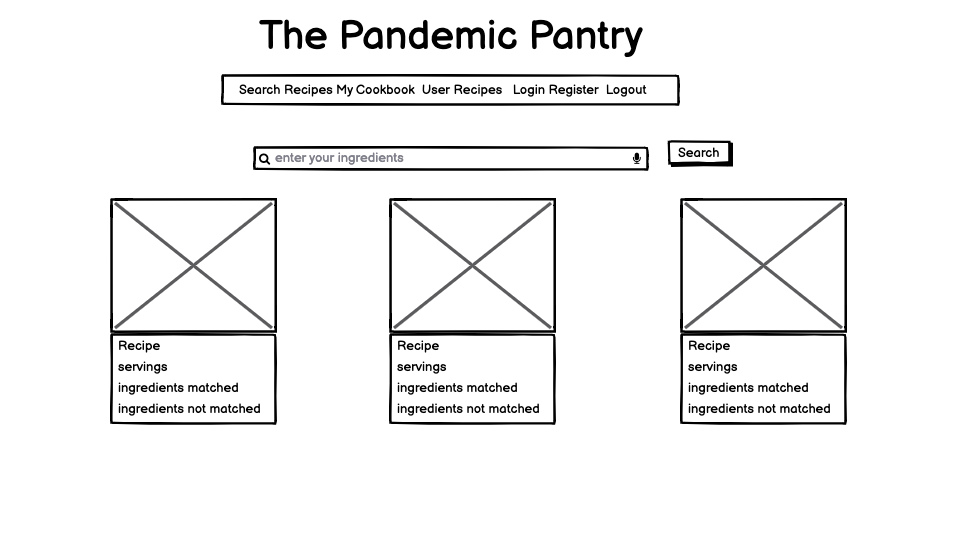 The Pandemic Pantry
Search Recipes My Cookbook User Recipes Login Register Logout
enter your ingredients
Search
Recipe
servings
ingredients matched
ingredients not matched
Recipe
servings
ingredients matched
ingredients not matched
Recipe
servings
ingredients matched
ingredients not matched